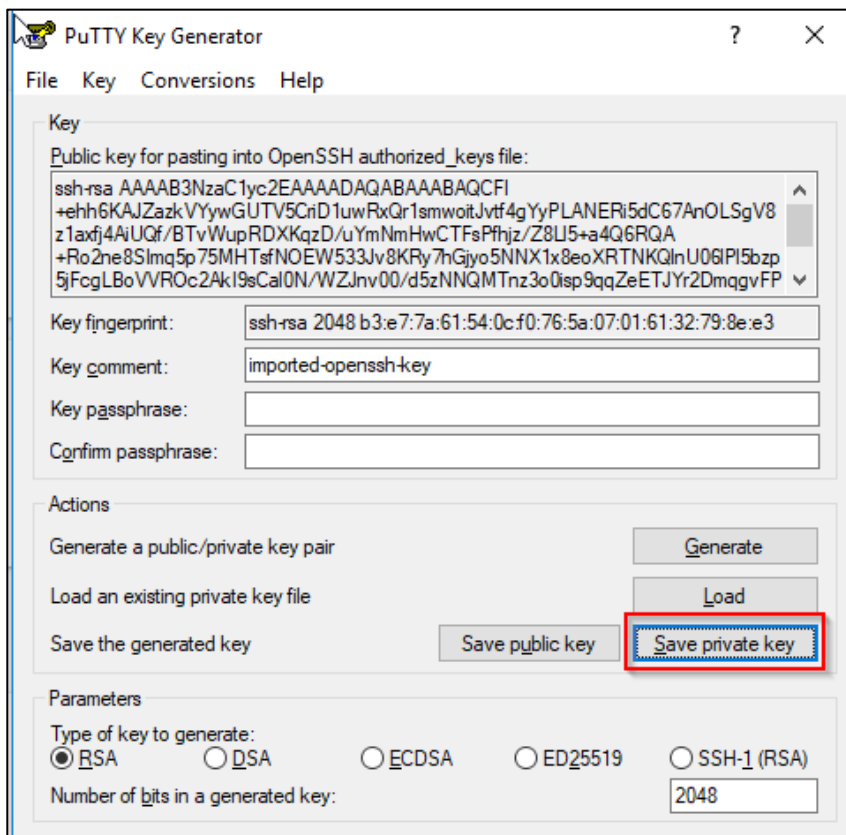 PuTTY Key Generator
File Key Conversions Help
Key
Public key for pasting into OpenSSH authorized_keys file:
ssh-rsa AAAAB3NzaC1yc2EAAAADAQABAAABAQCFI
+ehh6KAJZazkVYywGUTV5CriD1uwRxQr1smwoitJvtf4gYyPLANERi5dC67AnOLSgV8
z1axfj4AiUQf/BTvWupRDXKqzD/uYmNmHwCTFsPfhjz/Z8LI5+a4Q6RQA
+Ro2ne8SImq5p75MHTsfNOEW533Jv8KRy7hGjyo5NNX1x8eoXRTNKQInU06IPI5bzp
5jFcgLBoVVROc2AkI9sCaI0N/WZJnv00/d5zNNQMTnz3o0isp9qqZeETJYr2DmqgvFP
Key fingerprint: ssh-rsa 2048 b3:e7:7a:61:54:0c:f0:76:5a:07:01:61:32:79:8e:e3
Key comment: imported-openssh-key
Key passphrase:
Confirm passphrase:
Actions
Generate a public/private key pair Generate
Load an existing private key file Load
Save the generated key Save public key Save private key
Parameters
Type of key to generate:
RSA DSA ECDSA ED25519 SSH-1 (RSA)
Number of bits in a generated key: 2048